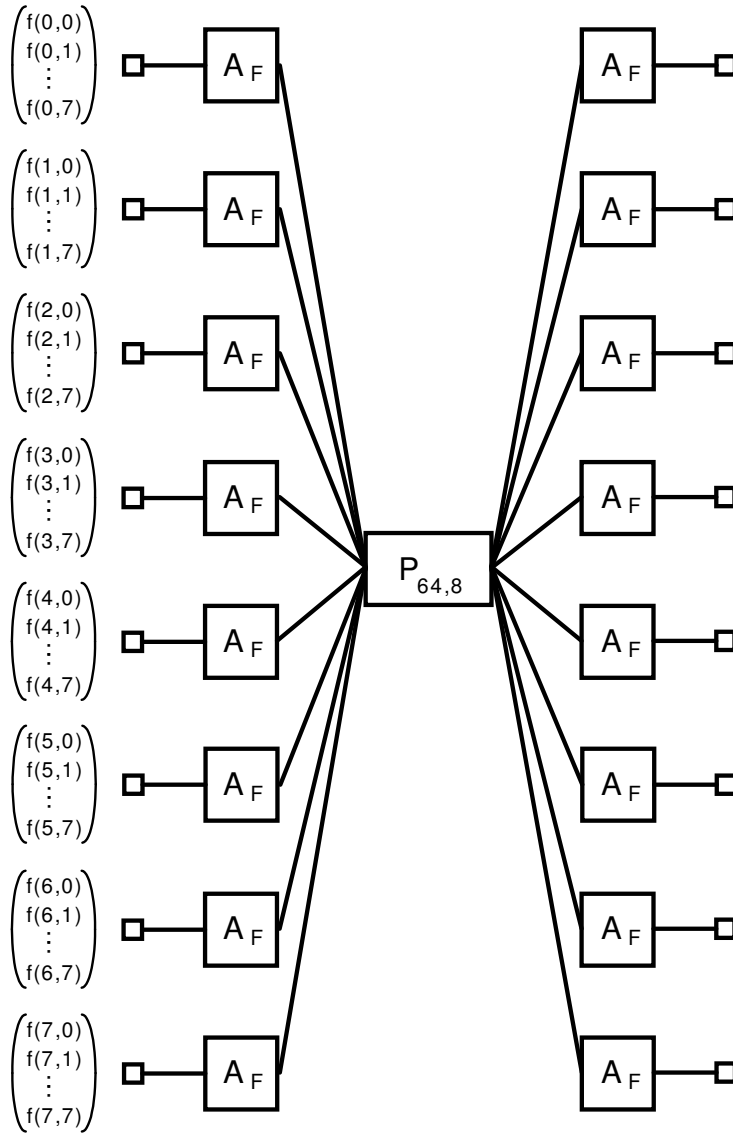 f(0,0)
f(0,1)
⋮
f(0,7)
A F
A F
f(1,0)
f(1,1)
⋮
f(1,7)
A F
A F
f(2,0)
f(2,1)
⋮
f(2,7)
A F
A F
f(3,0)
f(3,1)
⋮
f(3,7)
A F
A F
P 64,8
f(4,0)
f(4,1)
⋮
f(4,7)
A F
A F
f(5,0)
f(5,1)
⋮
f(5,7)
A F
A F
f(6,0)
f(6,1)
⋮
f(6,7)
A F
A F
f(7,0)
f(7,1)
⋮
f(7,7)
A F
A F